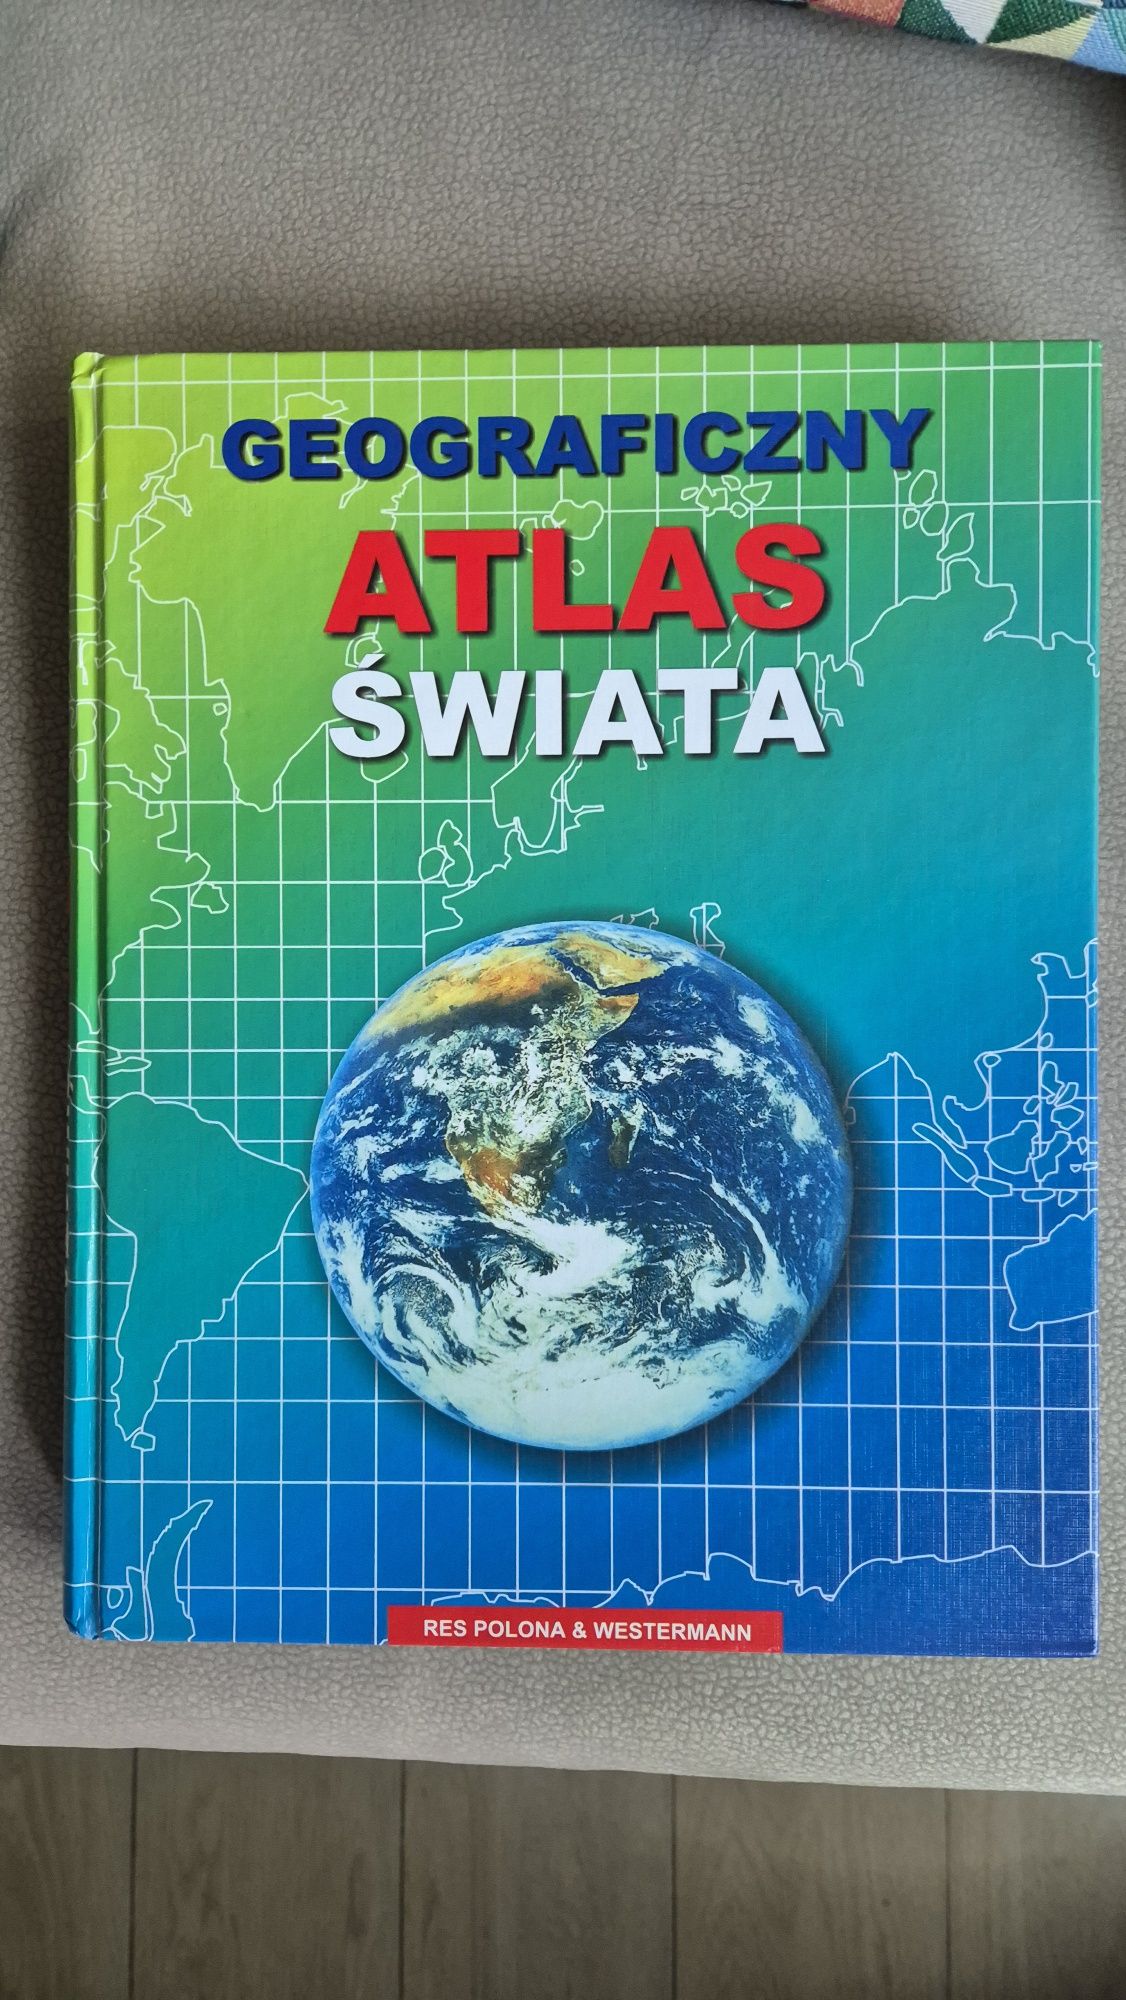 GEOGRAFICZNY
ATLAS
ŚWIATA
RES POLONA & WESTERMANN